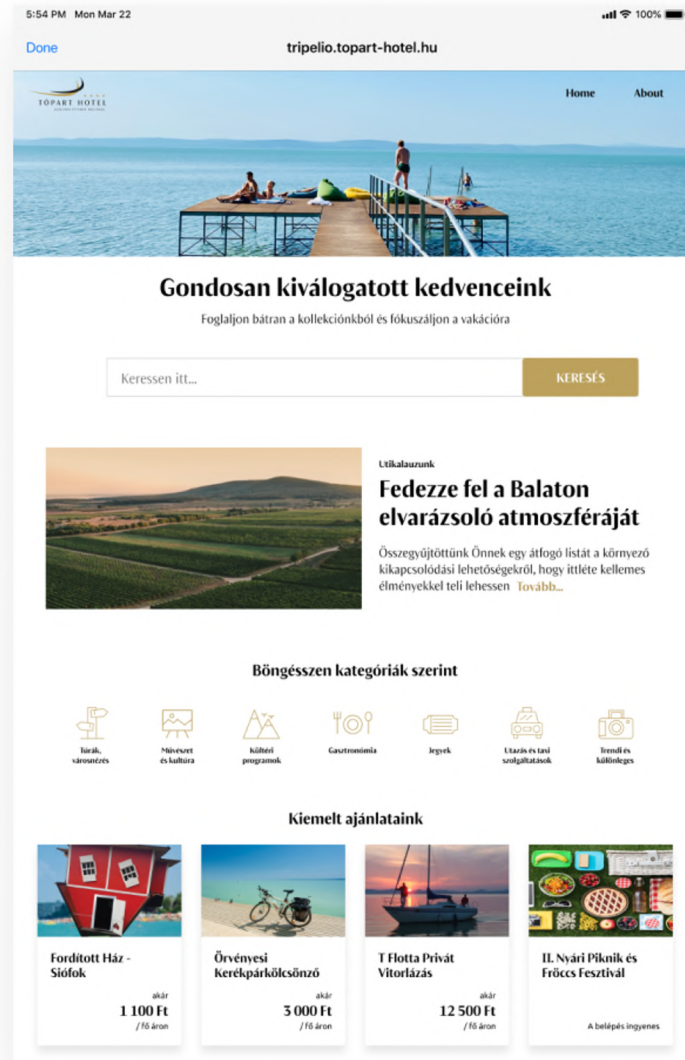 5:54 PM Mon Mar 22
100%
Done
tripelio.topart-hotel.hu
TÓPART HOTEL
Home
About
Gondosan kiválogatott kedvenceink
Foglaljon bátran a kollekciónkból és fókuszáljon a vakációra
Keressen itt...
KERESÉS
Utikalauzunk
Fedezze fel a Balaton
elvarázsoló atmoszféráját
Összegyűjtöttünk Önnek egy átfogó listát a környező
kikapcsolódási lehetőségekről, hogy ittléte kellemes
élményekkel teli lehessen Tovább...
Böngésszen kategóriák szerint
Túrák,
városnézés
Művészet
és kultúra
Kültéri
programok
Gasztronómia
Jegyek
Utazás és taxi
szolgáltatások
Trendi és
különleges
Kiemelt ajánlataink
Fordított Ház -
Siófok
akár
1 100 Ft
/ fő áron
Örvényesi
Kerékpárkölcsönző
akár
3 000 Ft
/ fő áron
T Flotta Privát
Vitorlázás
akár
12 500 Ft
/ fő áron
II. Nyári Piknik és
Fröccs Fesztivál
A belépés ingyenes